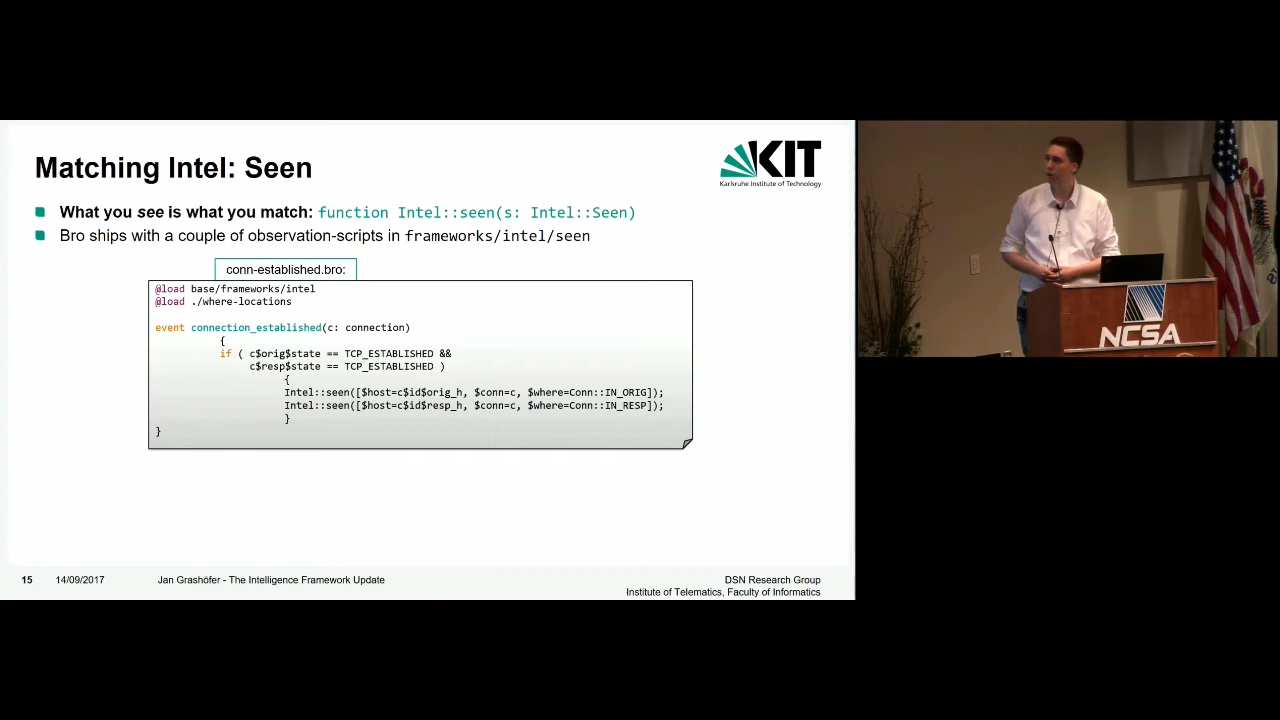 Matching Intel: Seen
KIT
Karlsruhe Institute of Technology
What you see is what you match: function Intel::seen(s: Intel::Seen)
Bro ships with a couple of observation-scripts in frameworks/intel/seen
conn-established.bro:
@load base/frameworks/intel
@load ./where-locations
event connection_established(c: connection)
{
if ( c$orig$state == TCP_ESTABLISHED &&
c$resp$state == TCP_ESTABLISHED )
{
Intel::seen([$host=c$id$orig_h, $conn=c, $where=Conn::IN_ORIG]);
Intel::seen([$host=c$id$resp_h, $conn=c, $where=Conn::IN_RESP]);
}
}
15 14/09/2017 Jan Grashöfer - The Intelligence Framework Update
DSN Research Group
Institute of Telematics, Faculty of Informatics
NCSA